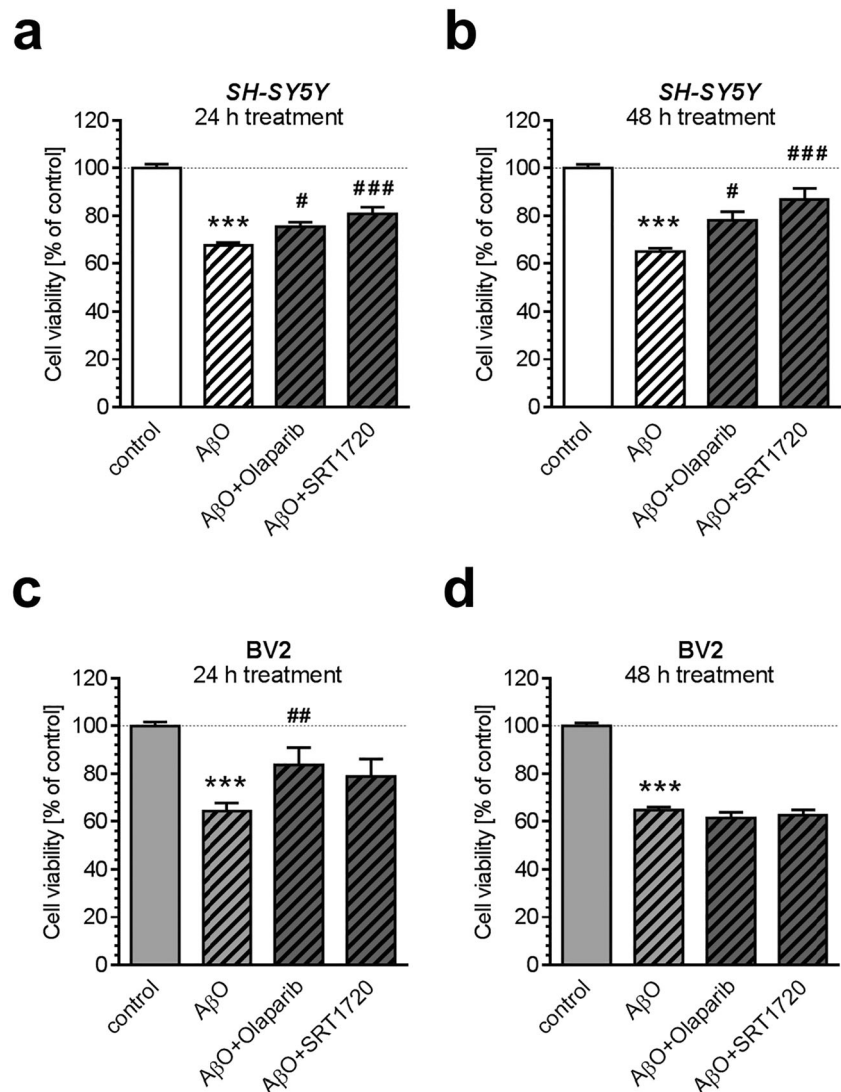 a
SH-SY5Y
24 h treatment
Cell viability [% of control]
120
100
80
60
40
20
0
***
#
###
control
AβO
AβO+Olaparib
AβO+SRT1720
b
SH-SY5Y
48 h treatment
Cell viability [% of control]
120
100
80
60
40
20
0
***
#
###
control
AβO
AβO+Olaparib
AβO+SRT1720
c
BV2
24 h treatment
Cell viability [% of control]
120
100
80
60
40
20
0
***
##
control
AβO
AβO+Olaparib
AβO+SRT1720
d
BV2
48 h treatment
Cell viability [% of control]
120
100
80
60
40
20
0
***
control
AβO
AβO+Olaparib
AβO+SRT1720